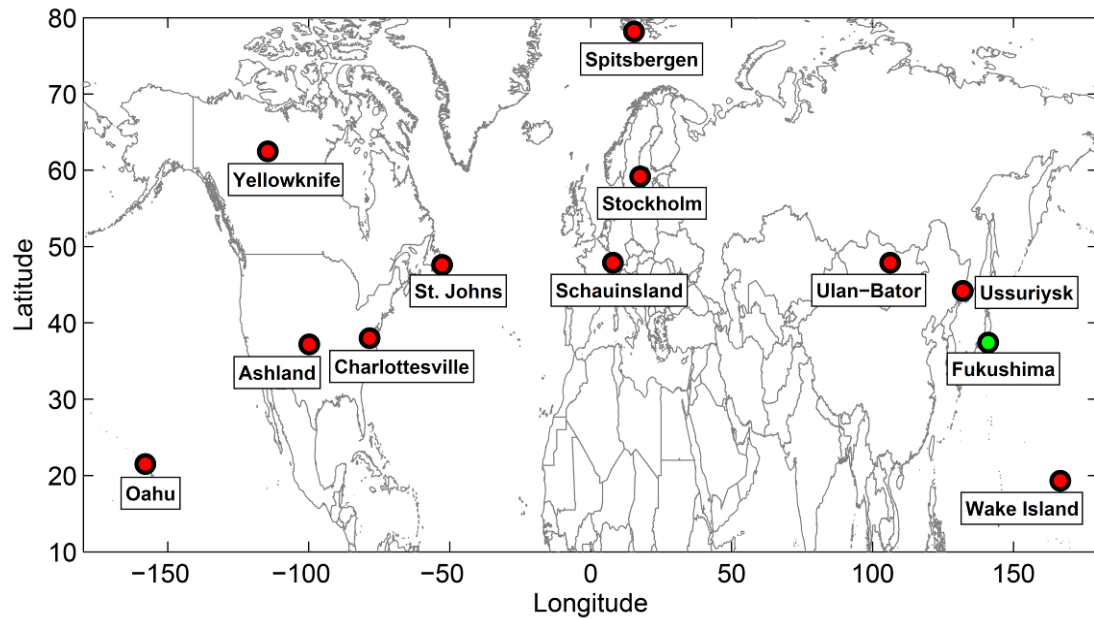 80
70
60
50
40
30
20
10
Latitude
Spitsbergen
Yellowknife
Stockholm
St. Johns
Schauinsland
Ulan−Bator
Ussuriysk
Ashland
Charlottesville
Fukushima
Oahu
Wake Island
−150
−100
−50
0
50
100
150
Longitude